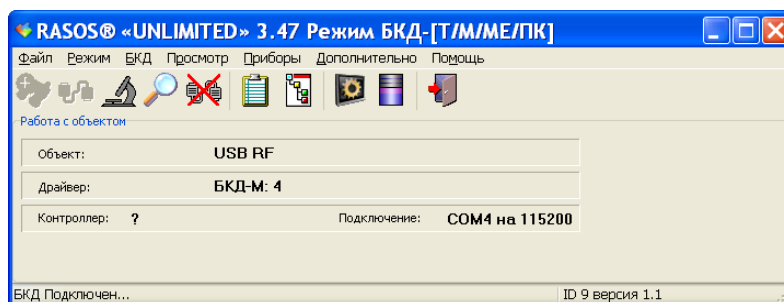 RASOS® «UNLIMITED» 3.47 Режим БКД-[Т/М/МЕ/ПК]
Файл Режим БКД Просмотр Приборы Дополнительно Помощь
Работа с объектом
Объект: USB RF
Драйвер: БКД-М: 4
Контроллер: ? Подключение: COM4 на 115200
БКД Подключен... ID 9 версия 1.1